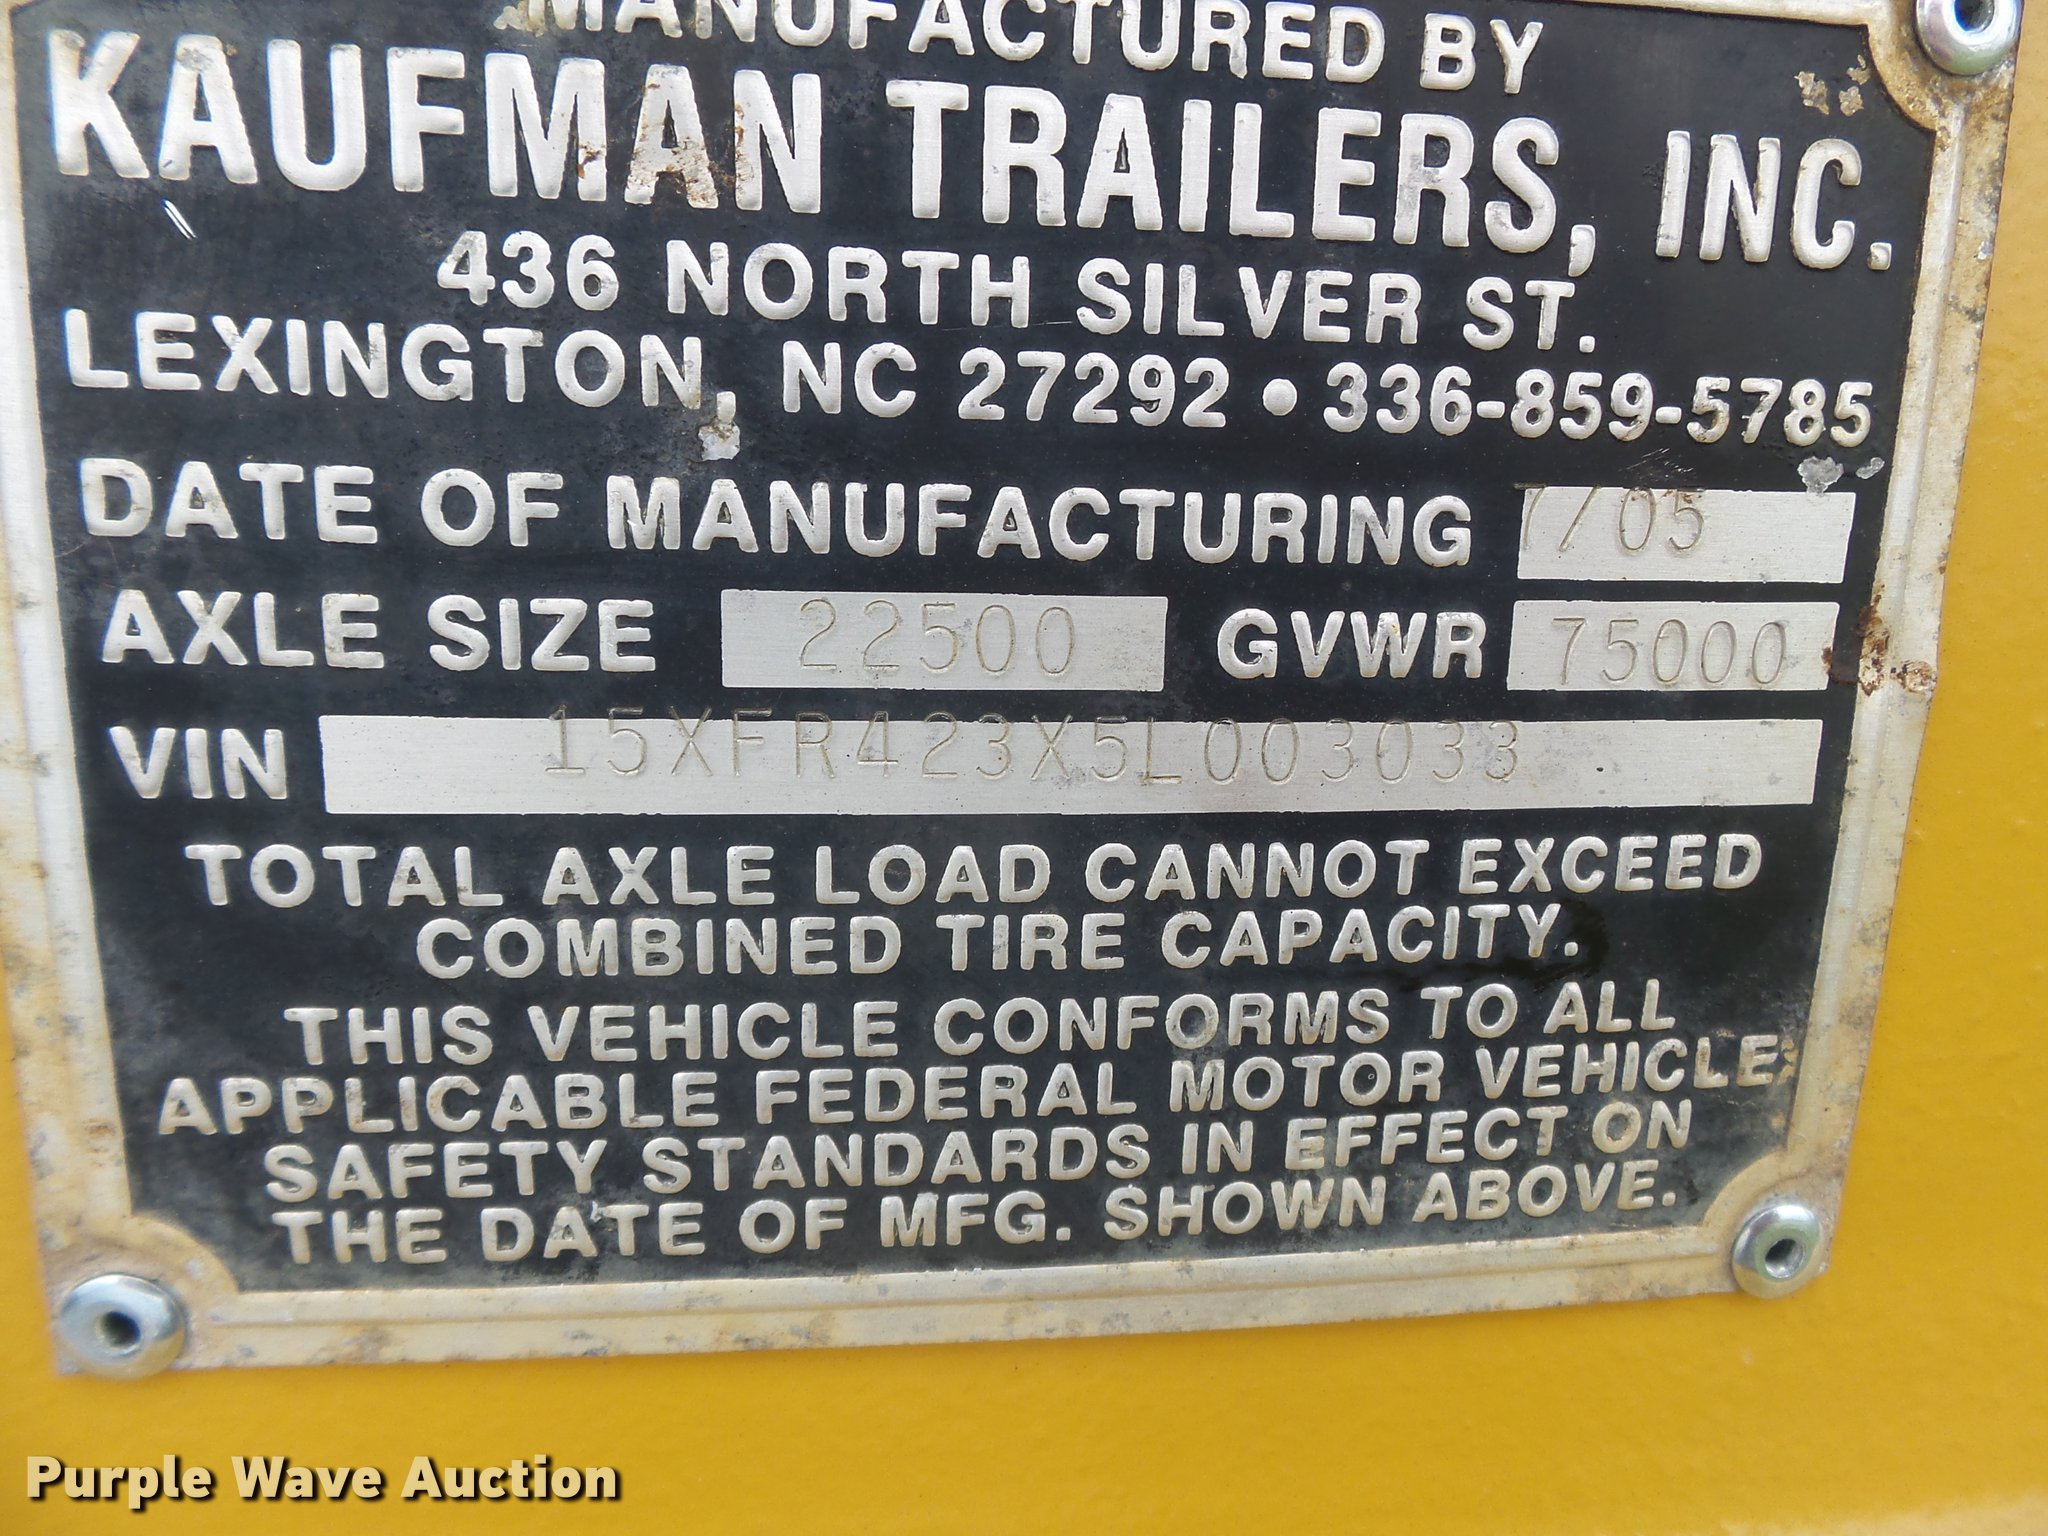 MANUFACTURED BY
KAUFMAN TRAILERS, INC.
436 NORTH SILVER ST.
LEXINGTON, NC 27292 • 336-859-5785
DATE OF MANUFACTURING 7/05
AXLE SIZE 22500 GVWR 75000
VIN 15XFR423X5L003033
TOTAL AXLE LOAD CANNOT EXCEED
COMBINED TIRE CAPACITY.
THIS VEHICLE CONFORMS TO ALL
APPLICABLE FEDERAL MOTOR VEHICLE
SAFETY STANDARDS IN EFFECT ON
THE DATE OF MFG. SHOWN ABOVE.
Purple Wave Auction